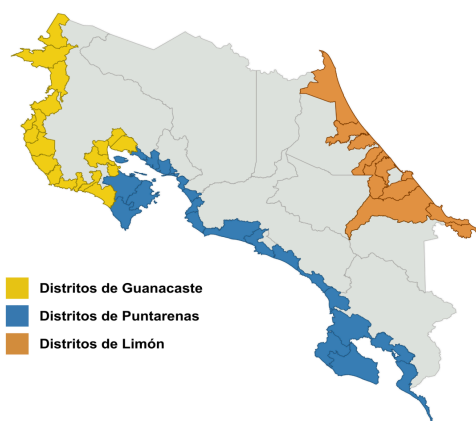 Distritos de Guanacaste
Distritos de Puntarenas
Distritos de Limón